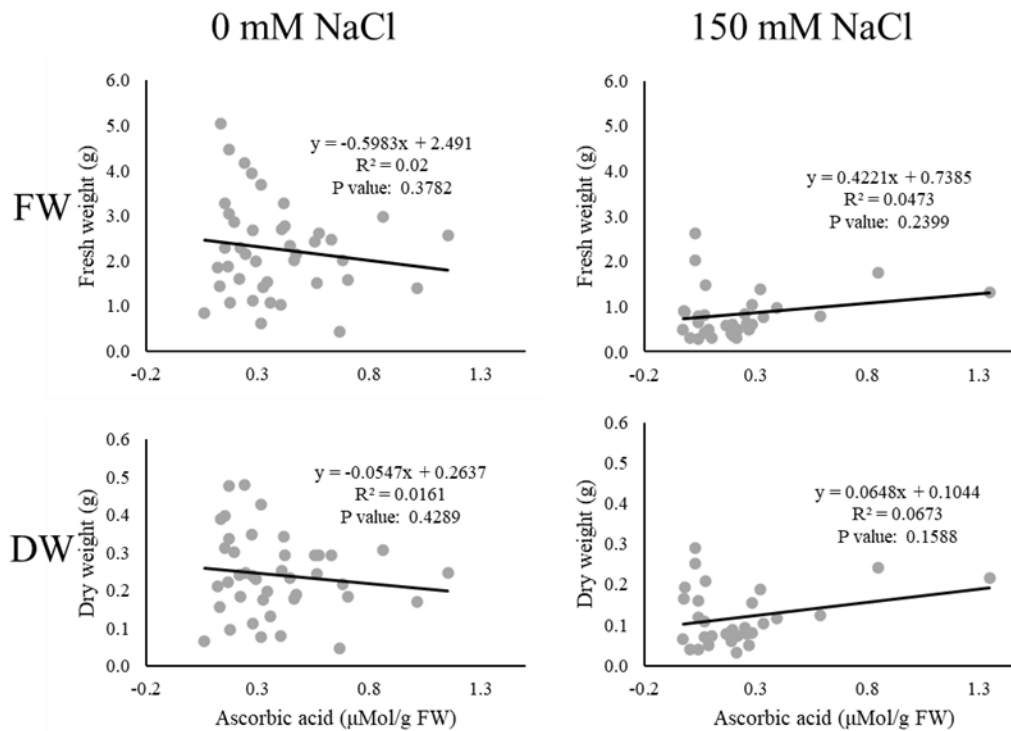 0 mM NaCl
150 mM NaCl
FW
Fresh weight (g)
6.0
5.0
4.0
3.0
2.0
1.0
0.0
-0.2
0.3
0.8
1.3
y = -0.5983x + 2.491
R² = 0.02
P value: 0.3782
Fresh weight (g)
6.0
5.0
4.0
3.0
2.0
1.0
0.0
-0.2
0.3
0.8
1.3
y = 0.4221x + 0.7385
R² = 0.0473
P value: 0.2399
DW
Dry weight (g)
0.6
0.5
0.4
0.3
0.2
0.1
0.0
-0.2
0.3
0.8
1.3
y = -0.0547x + 0.2637
R² = 0.0161
P value: 0.4289
Ascorbic acid (μMol/g FW)
Dry weight (g)
0.6
0.5
0.4
0.3
0.2
0.1
0.0
-0.2
0.3
0.8
1.3
y = 0.0648x + 0.1044
R² = 0.0673
P value: 0.1588
Ascorbic acid (μMol/g FW)